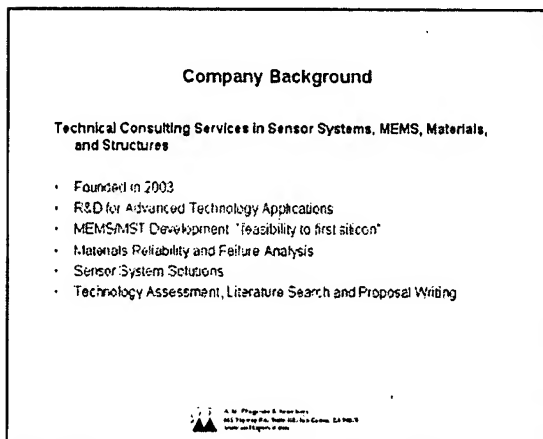 Company Background
Technical Consulting Services in Sensor Systems, MEMS, Materials,
and Structures
• Founded in 2003
• R&D for Advanced Technology Applications
• MEMS/MST Development "feasibility to first silicon"
• Materials Reliability and Failure Analysis
• Sensor System Solutions
• Technology Assessment, Literature Search and Proposal Writing